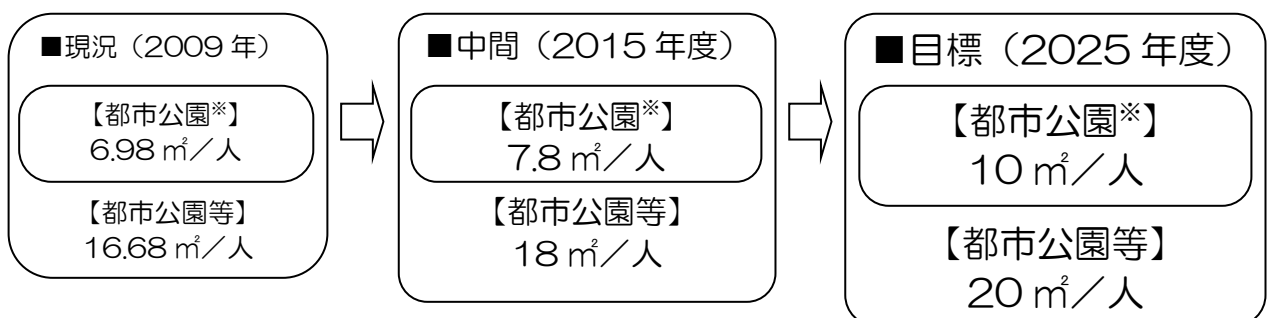 ■現況（2009年）
【都市公園※】
6.98㎡／人
【都市公園等】
16.68㎡／人
■中間（2015年度）
【都市公園※】
7.8㎡／人
【都市公園等】
18㎡／人
■目標（2025年度）
【都市公園※】
10㎡／人
【都市公園等】
20㎡／人